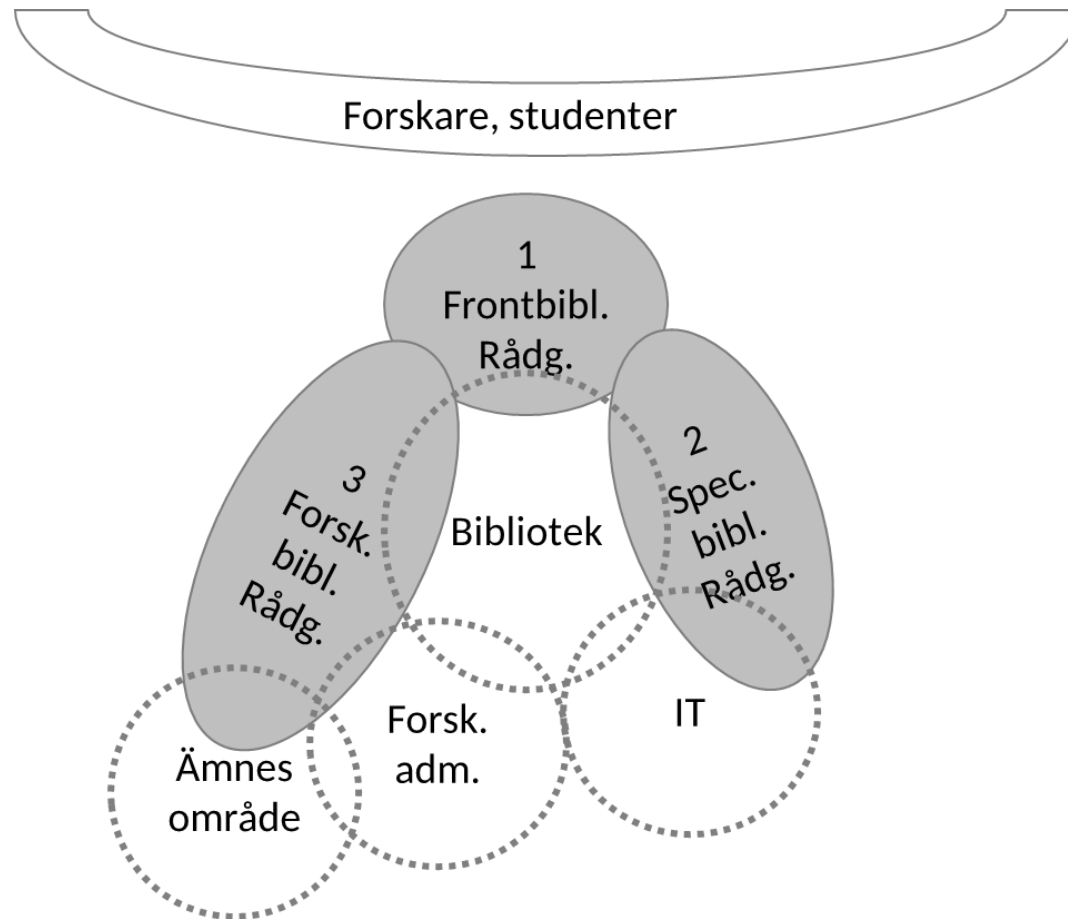 Forskare, studenter
1
Frontbibl.
Rådg.
2
Spec.
bibl.
Rådg.
3
Forsk.
bibl.
Rådg.
Bibliotek
Forsk.
adm.
IT
Ämnes
område